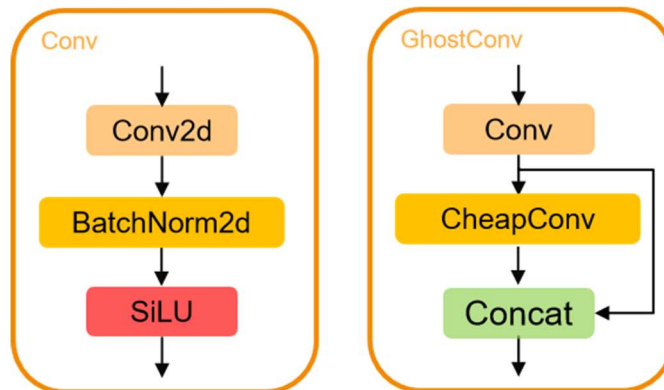 Conv
Conv2d
BatchNorm2d
SiLU
GhostConv
Conv
CheapConv
Concat